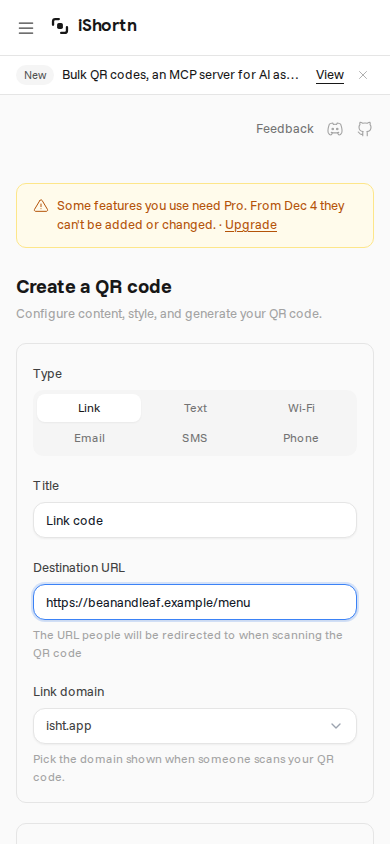 iShortn
New Bulk QR codes, an MCP server for AI as... View
Feedback
Some features you use need Pro. From Dec 4 they
can't be added or changed. · Upgrade
Create a QR code
Configure content, style, and generate your QR code.
Type
Link Text Wi-Fi
Email SMS Phone
Title
Link code
Destination URL
https://beanandleaf.example/menu
The URL people will be redirected to when scanning the
QR code
Link domain
isht.app
Pick the domain shown when someone scans your QR
code.